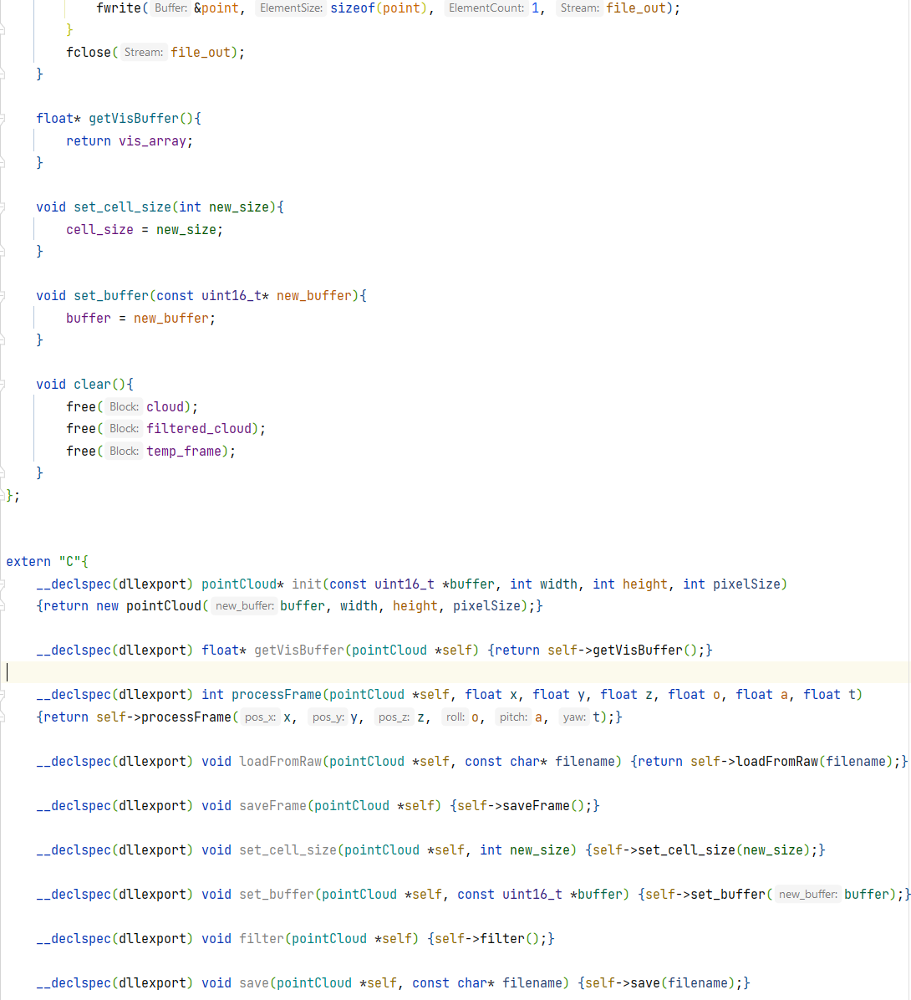 fwrite( Buffer: &point, ElementSize: sizeof(point), ElementCount: 1, Stream: file_out);
}
fclose( Stream: file_out);
}
float* getVisBuffer(){
return vis_array;
}
void set_cell_size(int new_size){
cell_size = new_size;
}
void set_buffer(const uint16_t* new_buffer){
buffer = new_buffer;
}
void clear(){
free( Block: cloud);
free( Block: filtered_cloud);
free( Block: temp_frame);
}
};
extern "C"{
__declspec(dllexport) pointCloud* init(const uint16_t *buffer, int width, int height, int pixelSize)
{return new pointCloud( new_buffer: buffer, width, height, pixelSize);}
__declspec(dllexport) float* getVisBuffer(pointCloud *self) {return self->getVisBuffer();}
__declspec(dllexport) int processFrame(pointCloud *self, float x, float y, float z, float o, float a, float t)
{return self->processFrame( pos_x: x, pos_y: y, pos_z: z, roll: o, pitch: a, yaw: t);}
__declspec(dllexport) void loadFromRaw(pointCloud *self, const char* filename) {return self->loadFromRaw(filename);}
__declspec(dllexport) void saveFrame(pointCloud *self) {self->saveFrame();}
__declspec(dllexport) void set_cell_size(pointCloud *self, int new_size) {self->set_cell_size(new_size);}
__declspec(dllexport) void set_buffer(pointCloud *self, const uint16_t *buffer) {self->set_buffer( new_buffer: buffer);}
__declspec(dllexport) void filter(pointCloud *self) {self->filter();}
__declspec(dllexport) void save(pointCloud *self, const char* filename) {self->save(filename);}